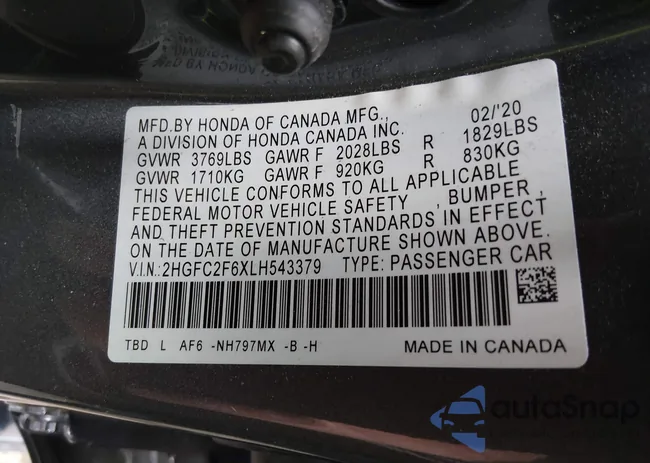 MFD.BY HONDA OF CANADA MFG., 02/'20
A DIVISION OF HONDA CANADA INC.
GVWR 3769LBS GAWR F 2028LBS R 1829LBS
GVWR 1710KG GAWR F 920KG R 830KG
THIS VEHICLE CONFORMS TO ALL APPLICABLE
FEDERAL MOTOR VEHICLE SAFETY , BUMPER ,
AND THEFT PREVENTION STANDARDS IN EFFECT
ON THE DATE OF MANUFACTURE SHOWN ABOVE.
V.I.N.:2HGFC2F6XLH543379 TYPE: PASSENGER CAR
TBD L AF6 -NH797MX -B -H MADE IN CANADA
autoSnap